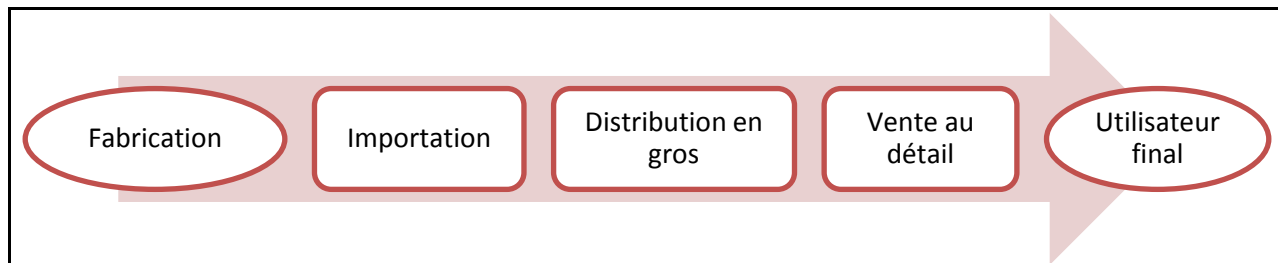 Fabrication
Importation
Distribution en
gros
Vente au
détail
Utilisateur
final